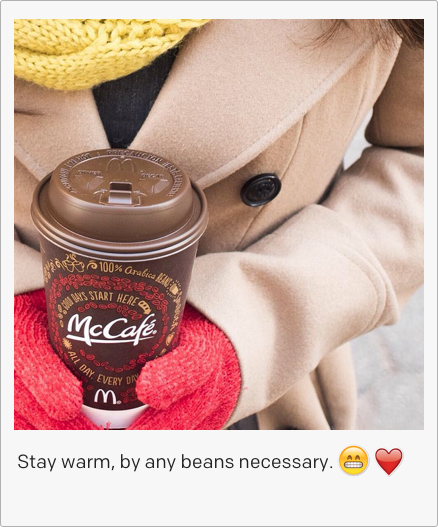 100% Arabica BEANS
GOOD DAYS START HERE
McCafé®
ALL DAY EVERY DAY
Stay warm, by any beans necessary. 😁❤️